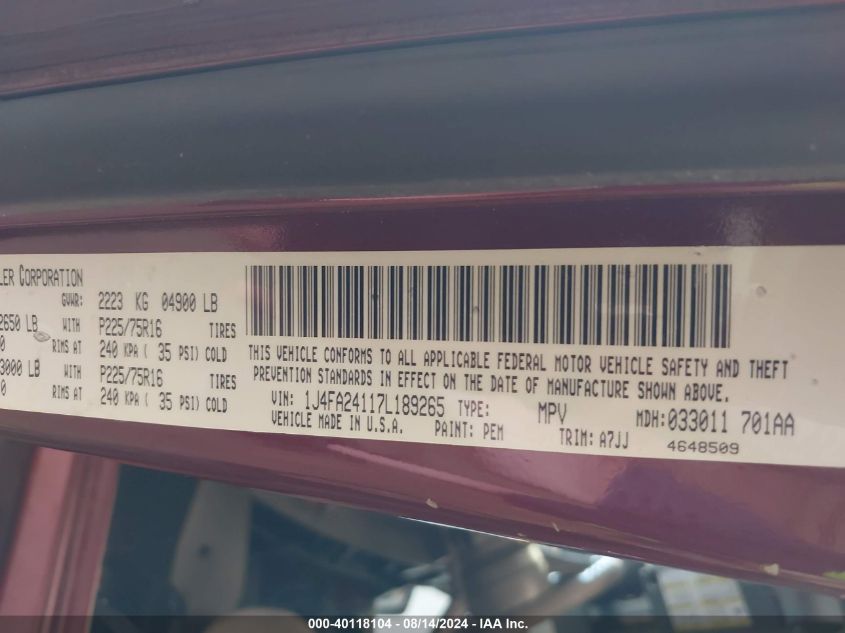 LER CORPORATION
GVWR: 2223 KG 04900 LB
2650 LB WITH P225/75R16 TIRES
0 RIMS AT 240 KPA ( 35 PSI) COLD
3000 LB WITH P225/75R16 TIRES
0 RIMS AT 240 KPA ( 35 PSI) COLD
THIS VEHICLE CONFORMS TO ALL APPLICABLE FEDERAL MOTOR VEHICLE SAFETY AND THEFT
PREVENTION STANDARDS IN EFFECT ON THE DATE OF MANUFACTURE SHOWN ABOVE.
VIN: 1J4FA24117L189265 TYPE: MPV MDH:033011 701AA
VEHICLE MADE IN U.S.A. PAINT: PEM TRIM: A7JJ 4648509
000-40118104 - 08/14/2024 - IAA Inc.